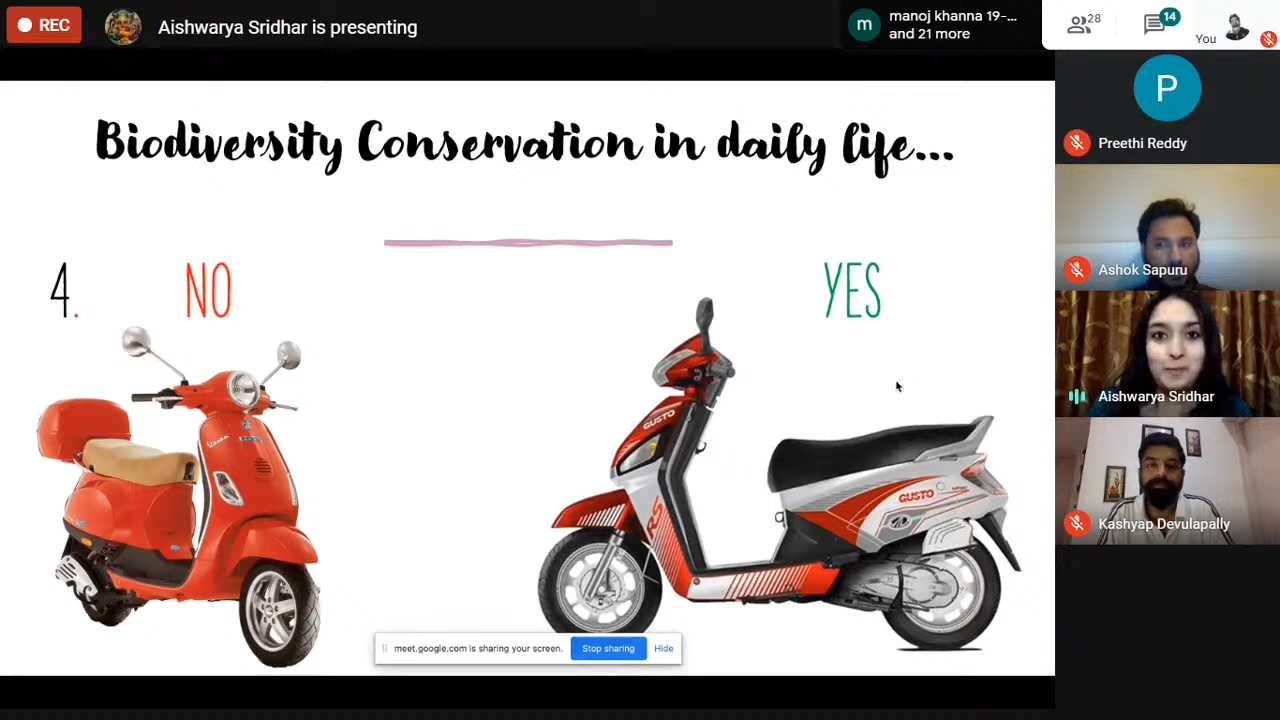 REC
Aishwarya Sridhar is presenting
m
manoj khanna 19-...
and 21 more
28
14
You
P
Preethi Reddy
Ashok Sapuru
Aishwarya Sridhar
Kashyap Devulapally
Biodiversity Conservation in daily life...
4.
NO
YES
Vespa
GUSTO
RS
GUSTO
meet.google.com is sharing your screen.
Stop sharing
Hide